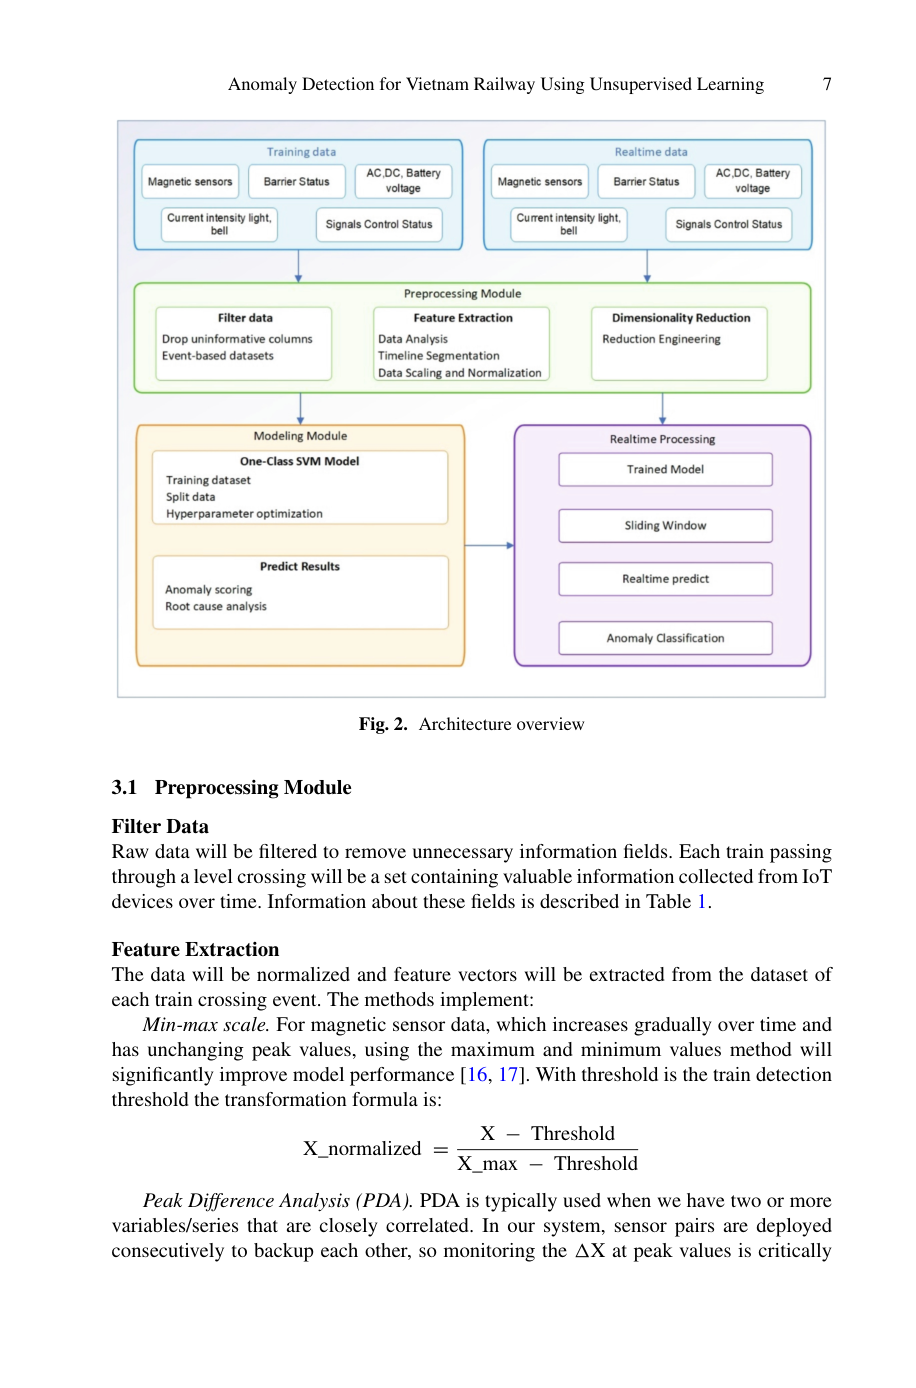 Anomaly Detection for Vietnam Railway Using Unsupervised Learning 7
Training data
Magnetic sensors
Barrier Status
AC,DC, Battery
voltage
Current intensity light,
bell
Signals Control Status
Realtime data
Magnetic sensors
Barrier Status
AC,DC, Battery
voltage
Current intensity light,
bell
Signals Control Status
Preprocessing Module
Filter data
Drop uninformative columns
Event-based datasets
Feature Extraction
Data Analysis
Timeline Segmentation
Data Scaling and Normalization
Dimensionality Reduction
Reduction Engineering
Modeling Module
One-Class SVM Model
Training dataset
Split data
Hyperparameter optimization
Predict Results
Anomaly scoring
Root cause analysis
Realtime Processing
Trained Model
Sliding Window
Realtime predict
Anomaly Classification
Fig. 2. Architecture overview
3.1 Preprocessing Module
Filter Data
Raw data will be filtered to remove unnecessary information fields. Each train passing
through a level crossing will be a set containing valuable information collected from IoT
devices over time. Information about these fields is described in Table 1.
Feature Extraction
The data will be normalized and feature vectors will be extracted from the dataset of
each train crossing event. The methods implement:
Min-max scale. For magnetic sensor data, which increases gradually over time and
has unchanging peak values, using the maximum and minimum values method will
significantly improve model performance [16, 17]. With threshold is the train detection
threshold the transformation formula is:
X_normalized = X − Threshold
X_max − Threshold
Peak Difference Analysis (PDA). PDA is typically used when we have two or more
variables/series that are closely correlated. In our system, sensor pairs are deployed
consecutively to backup each other, so monitoring the ΔX at peak values is critically